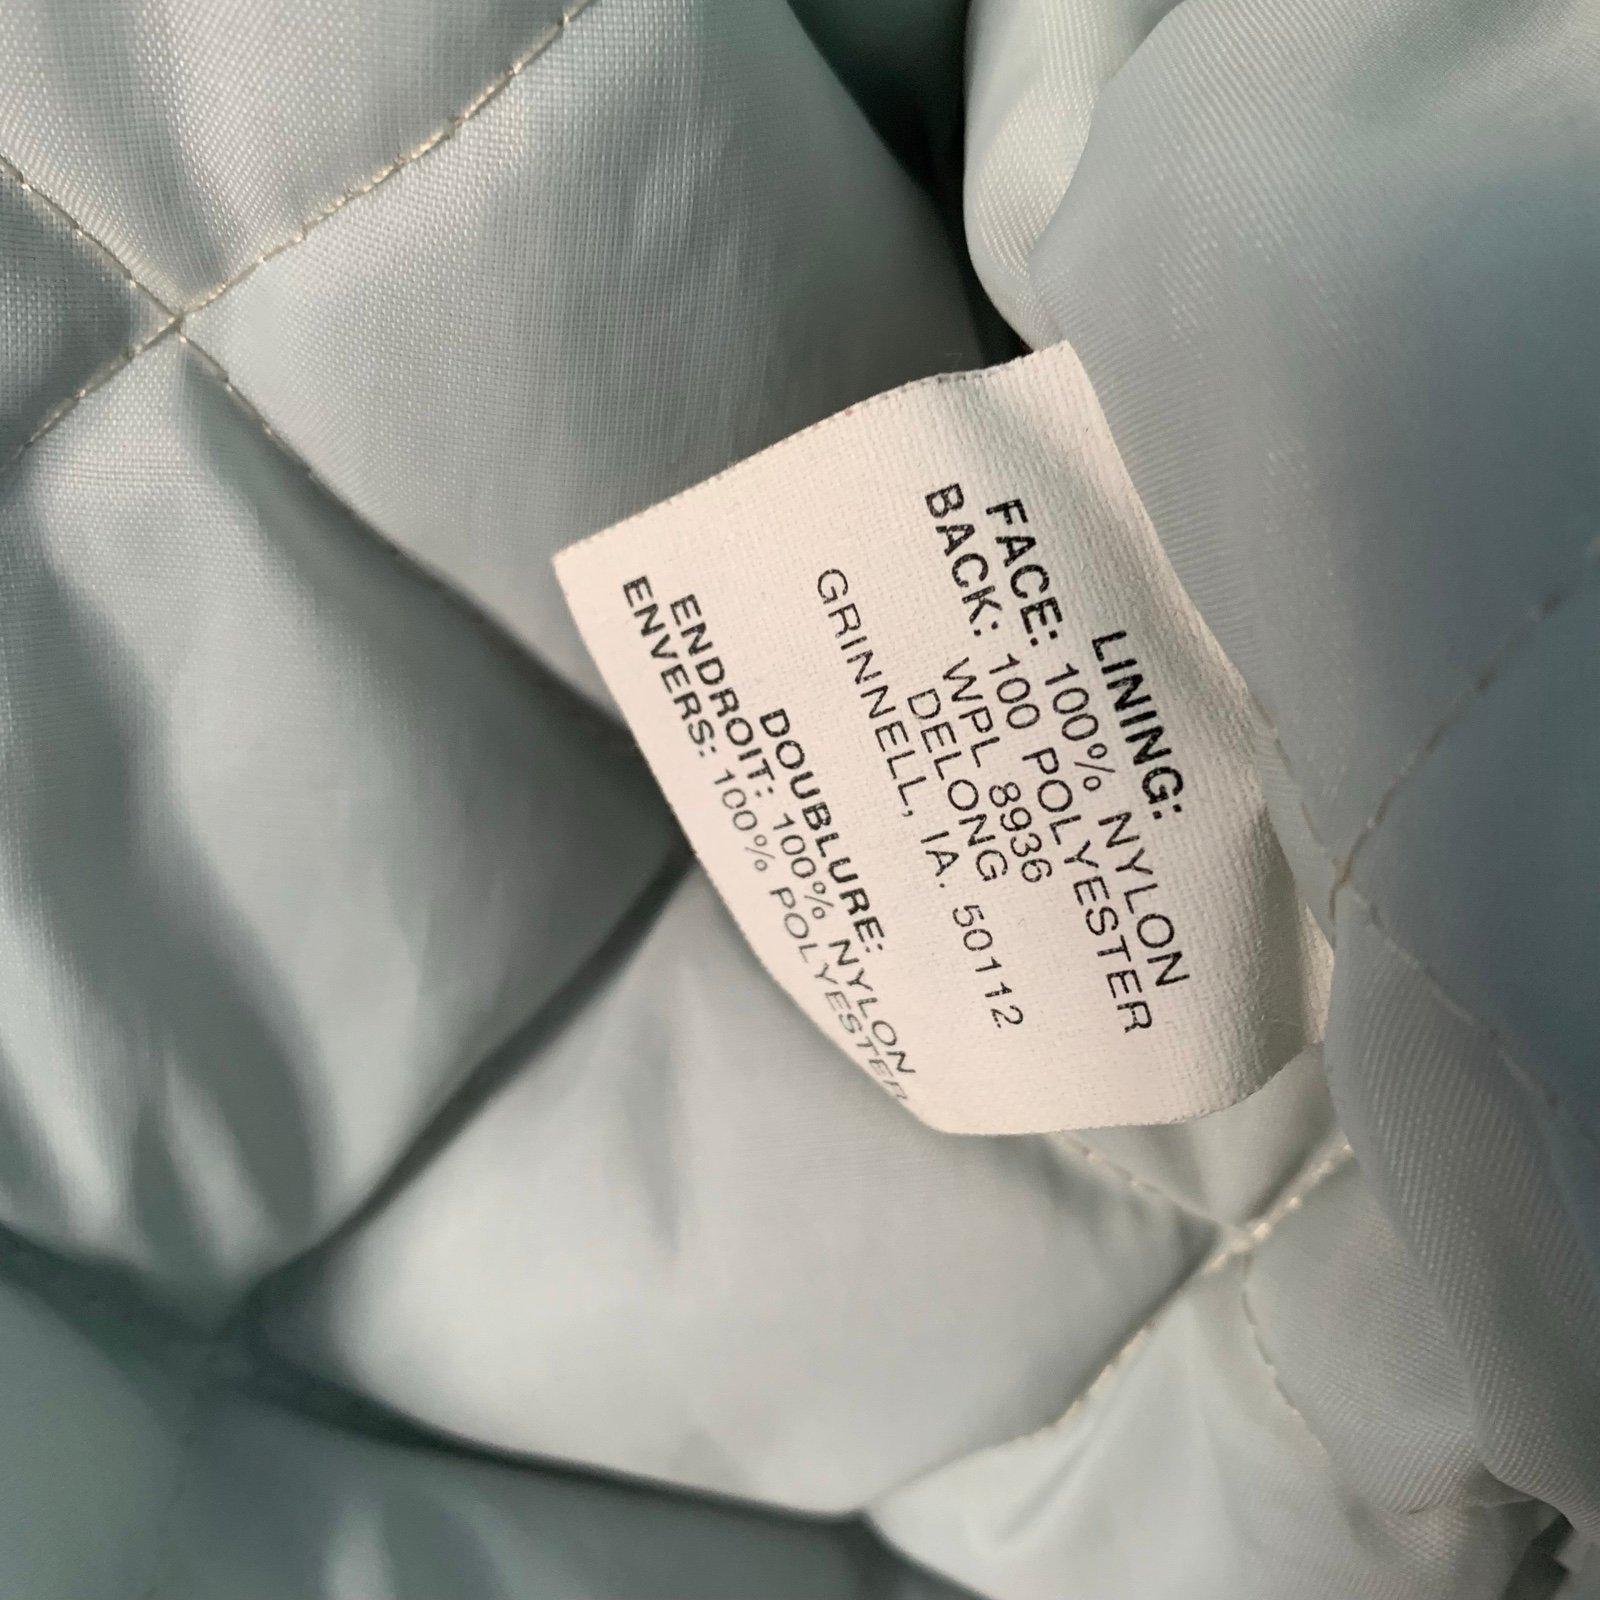 LINING:
FACE: 100% NYLON
BACK: 100 POLYESTER
WPL 8936
DELONG
GRINNELL, IA. 50112
DOUBLURE:
ENDROIT: 100% NYLON
ENVERS: 100% POLYESTER